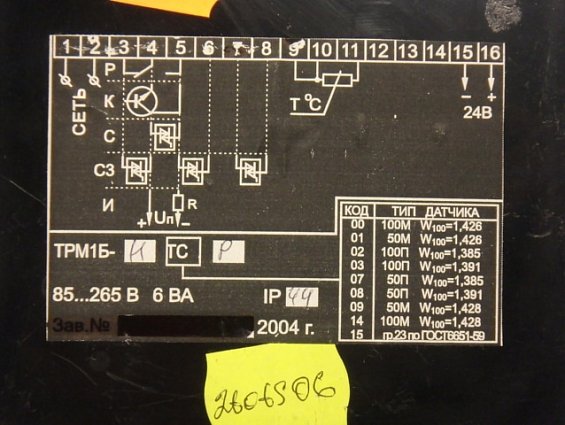 1 2 3 4 5 6 7 8 9 10 11 12 13 14 15 16
Р
К
С
СЗ
И
СЕТЬ
T °C
− +
24В
+ Uп −
R
ТРМ1Б- Н ТС Р
85...265 В 6 ВА IP 44
Зав.№ 2004 г.
КОД ТИП ДАТЧИКА
00 100М W100=1,426
01 50М W100=1,426
02 100П W100=1,385
03 100П W100=1,391
07 50П W100=1,385
08 50П W100=1,391
09 50М W100=1,428
14 100М W100=1,428
15 гр.23 по ГОСТ6651-59
2606506